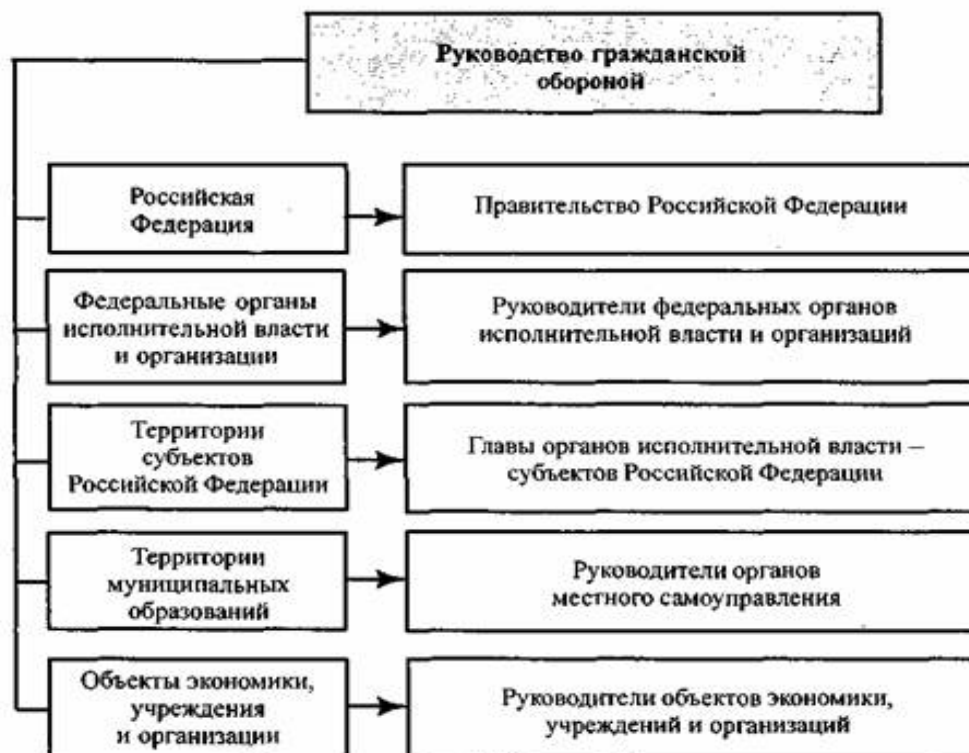 Руководство гражданской
обороной
Российская
Федерация
Правительство Российской Федерации
Федеральные органы
исполнительной власти
и организации
Руководители федеральных органов
исполнительной власти и организаций
Территории
субъектов
Российской Федерации
Главы органов исполнительной власти –
субъектов Российской Федерации
Территории
муниципальных
образований
Руководители органов
местного самоуправления
Объекты экономики,
учреждения
и организации
Руководители объектов экономики,
учреждений и организаций